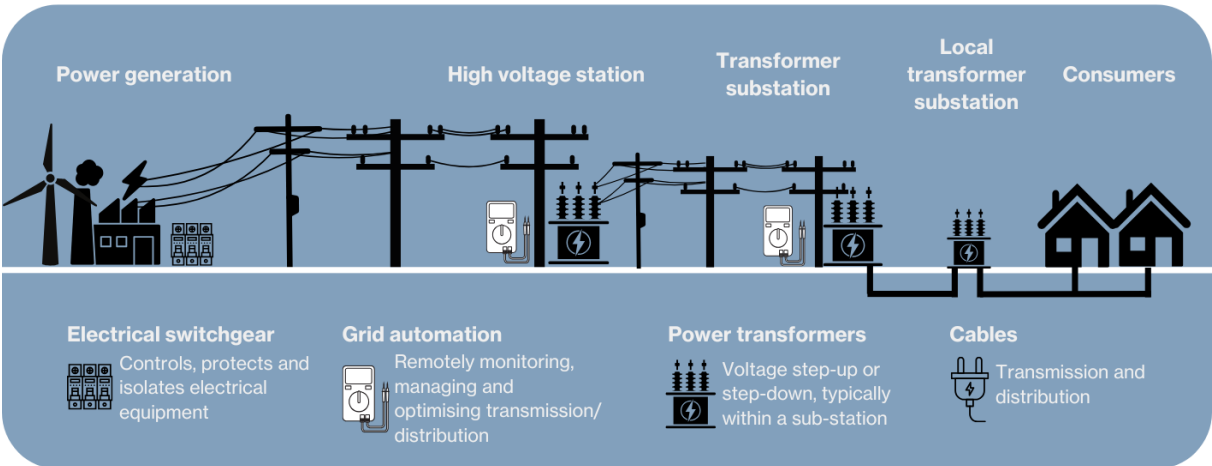 Power generation
High voltage station
Transformer
substation
Local
transformer
substation
Consumers
Electrical switchgear
Controls, protects and
isolates electrical
equipment
Grid automation
Remotely monitoring,
managing and
optimising transmission/
distribution
Power transformers
Voltage step-up or
step-down, typically
within a sub-station
Cables
Transmission and
distribution